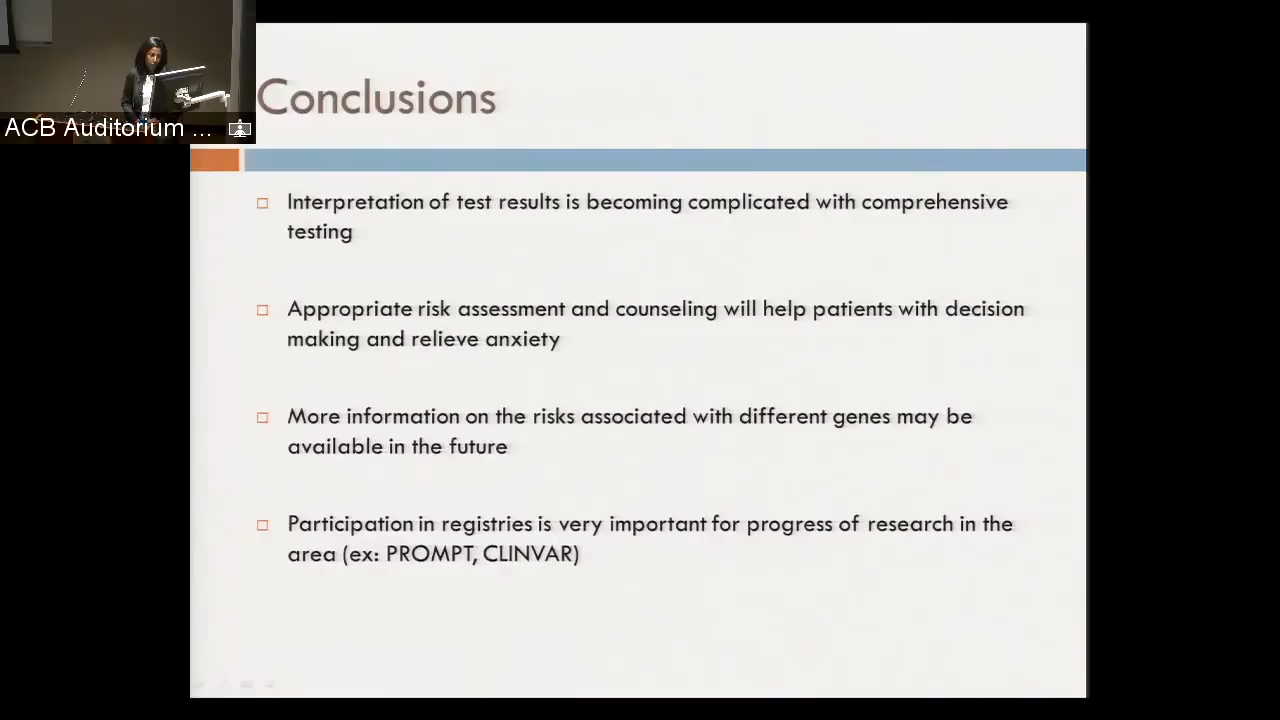 ACB Auditorium ...
Conclusions
Interpretation of test results is becoming complicated with comprehensive
testing
Appropriate risk assessment and counseling will help patients with decision
making and relieve anxiety
More information on the risks associated with different genes may be
available in the future
Participation in registries is very important for progress of research in the
area (ex: PROMPT, CLINVAR)